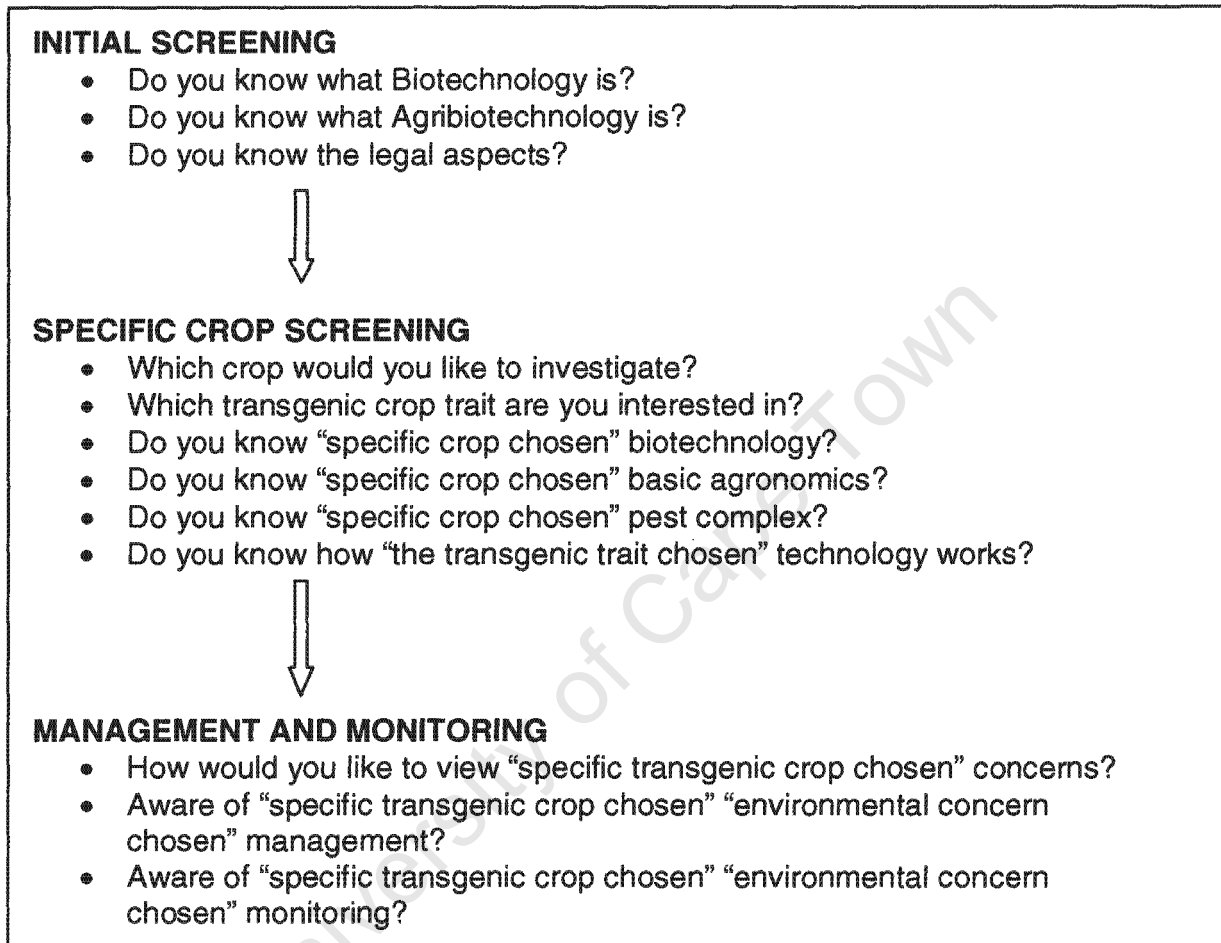 INITIAL SCREENING
• Do you know what Biotechnology is?
• Do you know what Agribiotechnology is?
• Do you know the legal aspects?
SPECIFIC CROP SCREENING
• Which crop would you like to investigate?
• Which transgenic crop trait are you interested in?
• Do you know “specific crop chosen” biotechnology?
• Do you know “specific crop chosen” basic agronomics?
• Do you know “specific crop chosen” pest complex?
• Do you know how “the transgenic trait chosen” technology works?
MANAGEMENT AND MONITORING
• How would you like to view “specific transgenic crop chosen” concerns?
• Aware of “specific transgenic crop chosen” “environmental concern
chosen” management?
• Aware of “specific transgenic crop chosen” “environmental concern
chosen” monitoring?
University of Cape Town